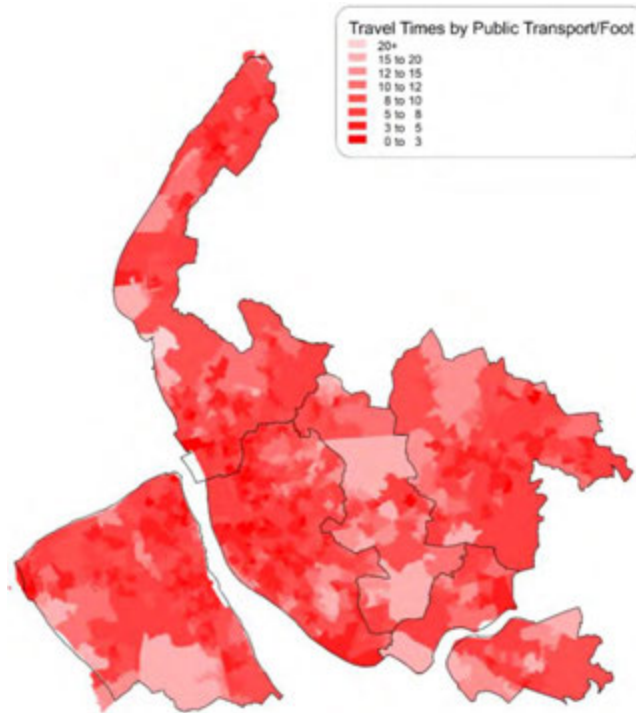 Travel Times by Public Transport/Foot
20+
15 to 20
12 to 15
10 to 12
8 to 10
5 to 8
3 to 5
0 to 3